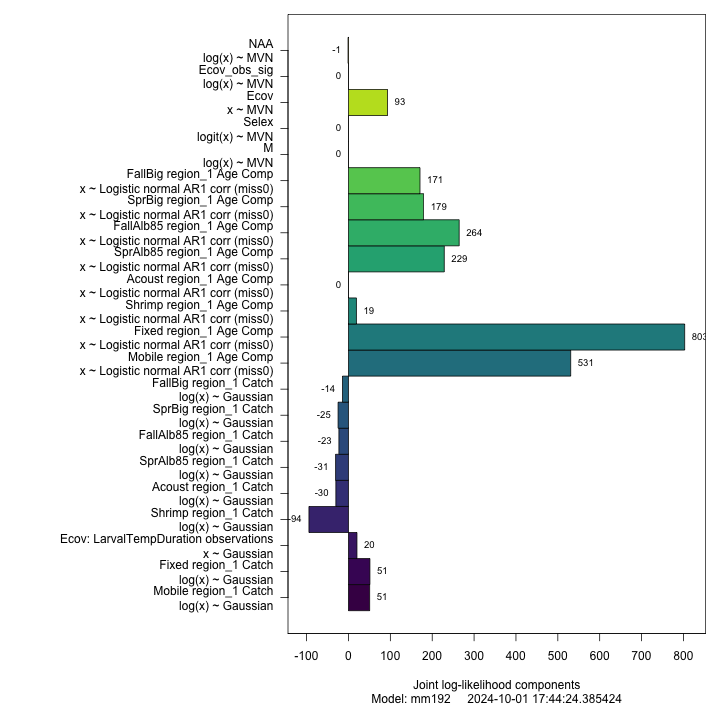 NAA
log(x) ~ MVN
-1
Ecov_obs_sig
log(x) ~ MVN
0
Ecov
x ~ MVN
93
Selex
logit(x) ~ MVN
0
M
log(x) ~ MVN
0
FallBig region_1 Age Comp
x ~ Logistic normal AR1 corr (miss0)
171
SprBig region_1 Age Comp
x ~ Logistic normal AR1 corr (miss0)
179
FallAlb85 region_1 Age Comp
x ~ Logistic normal AR1 corr (miss0)
264
SprAlb85 region_1 Age Comp
x ~ Logistic normal AR1 corr (miss0)
229
Acoust region_1 Age Comp
x ~ Logistic normal AR1 corr (miss0)
0
Shrimp region_1 Age Comp
x ~ Logistic normal AR1 corr (miss0)
19
Fixed region_1 Age Comp
x ~ Logistic normal AR1 corr (miss0)
803
Mobile region_1 Age Comp
x ~ Logistic normal AR1 corr (miss0)
531
FallBig region_1 Catch
log(x) ~ Gaussian
-14
SprBig region_1 Catch
log(x) ~ Gaussian
-25
FallAlb85 region_1 Catch
log(x) ~ Gaussian
-23
SprAlb85 region_1 Catch
log(x) ~ Gaussian
-31
Acoust region_1 Catch
log(x) ~ Gaussian
-30
Shrimp region_1 Catch
log(x) ~ Gaussian
-94
Ecov: LarvalTempDuration observations
x ~ Gaussian
20
Fixed region_1 Catch
log(x) ~ Gaussian
51
Mobile region_1 Catch
log(x) ~ Gaussian
51
-100 0 100 200 300 400 500 600 700 800
Joint log-likelihood components
Model: mm192 2024-10-01 17:44:24.385424